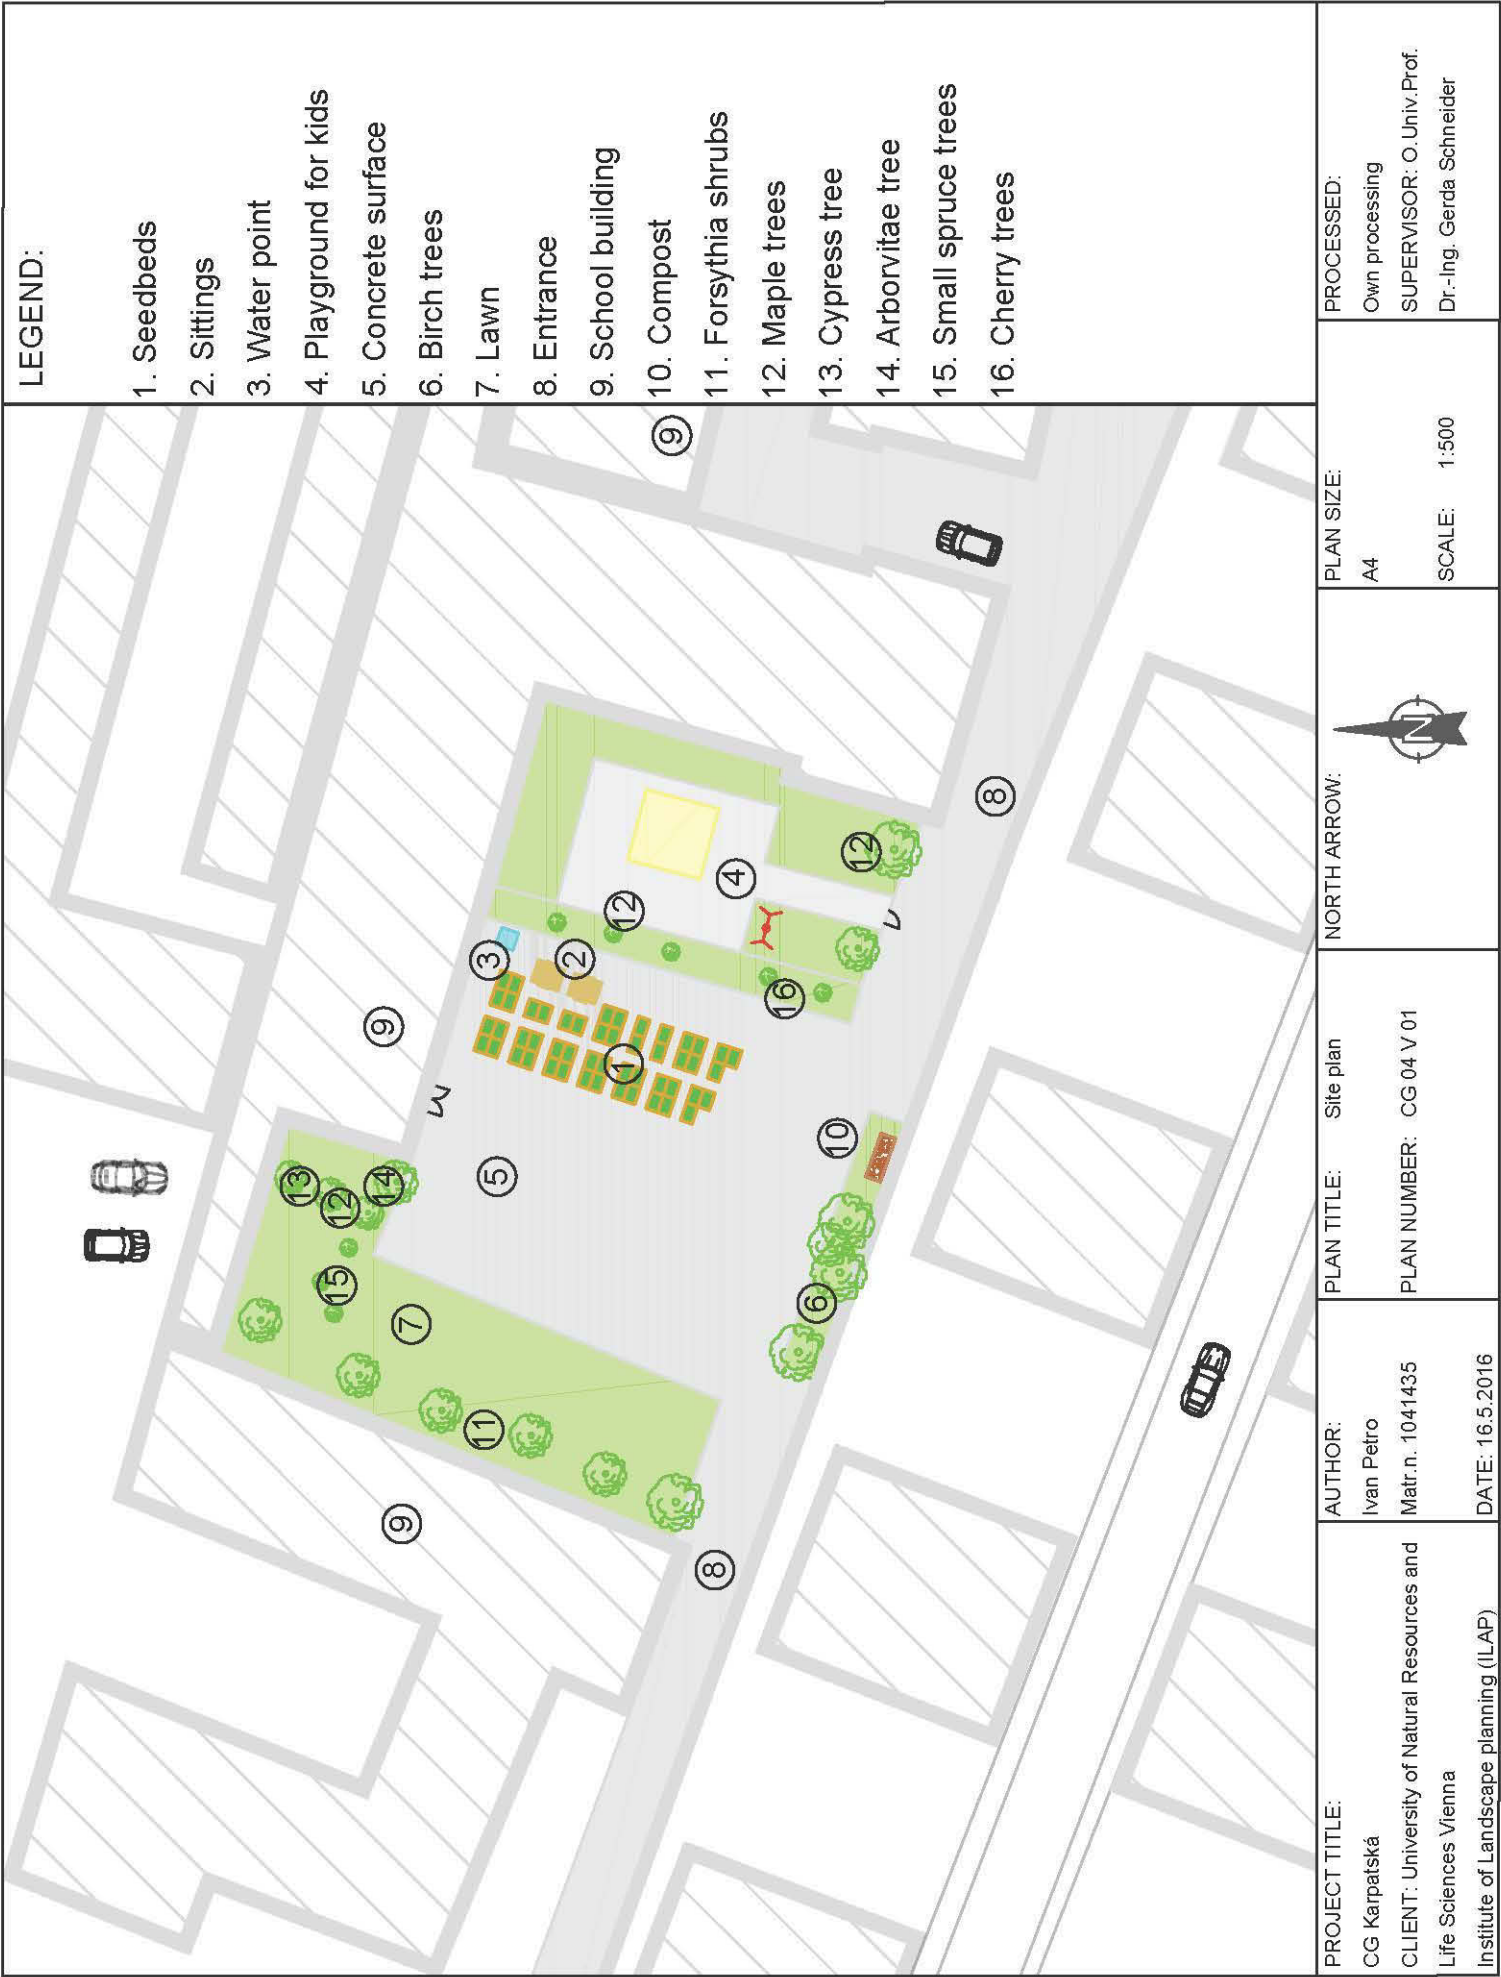 LEGEND:
1. Seedbeds
2. Sittings
3. Water point
4. Playground for kids
5. Concrete surface
6. Birch trees
7. Lawn
8. Entrance
9. School building
10. Compost
11. Forsythia shrubs
12. Maple trees
13. Cypress tree
14. Arborvitae tree
15. Small spruce trees
16. Cherry trees
9
9
3
12
2
4
12
8
16
1
13
12
14
5
10
15
7
6
11
9
8
PROJECT TITLE:
CG Karpatská
CLIENT: University of Natural Resources and
Life Sciences Vienna
Institute of Landscape planning (ILAP)
AUTHOR:
Ivan Petro
Matr.n. 1041435
DATE: 16.5.2016
PLAN TITLE: Site plan
PLAN NUMBER: CG 04 V 01
NORTH ARROW:
N
PLAN SIZE:
A4
SCALE: 1:500
PROCESSED:
Own processing
SUPERVISOR: O.Univ.Prof.
Dr.-Ing. Gerda Schneider